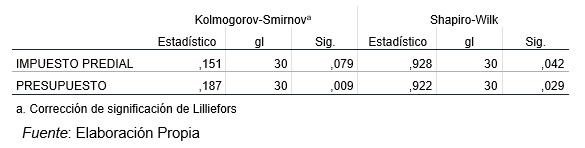 Kolmogorov-Smirnovᵃ Shapiro-Wilk
Estadístico gl Sig. Estadístico gl Sig.
IMPUESTO PREDIAL ,151 30 ,079 ,928 30 ,042
PRESUPUESTO ,187 30 ,009 ,922 30 ,029
a. Corrección de significación de Lilliefors
Fuente: Elaboración Propia